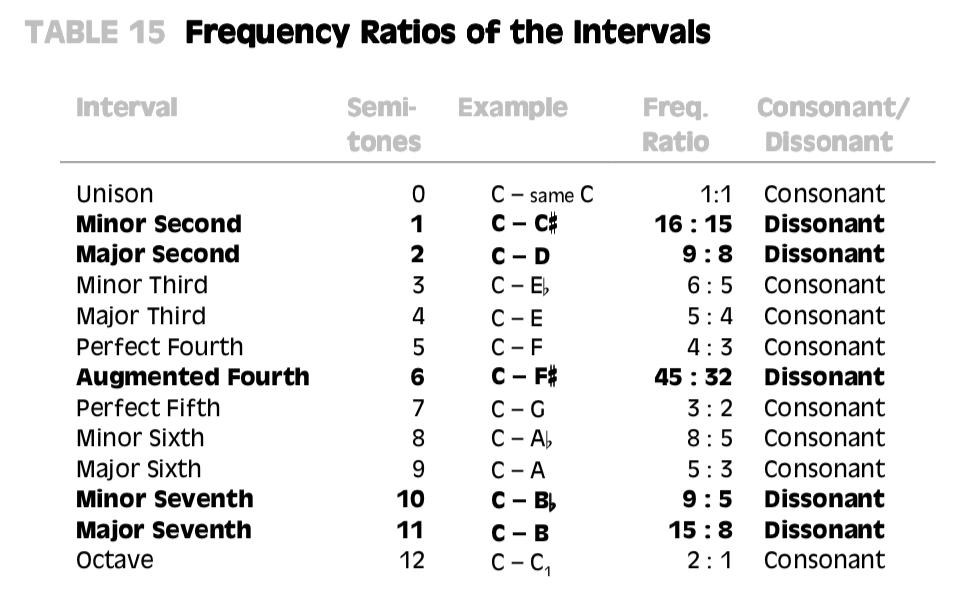 TABLE 15 Frequency Ratios of the Intervals
Interval Semi- Example Freq. Consonant/
tones Ratio Dissonant
Unison 0 C – same C 1:1 Consonant
Minor Second 1 C – C♯ 16 : 15 Dissonant
Major Second 2 C – D 9 : 8 Dissonant
Minor Third 3 C – E♭ 6 : 5 Consonant
Major Third 4 C – E 5 : 4 Consonant
Perfect Fourth 5 C – F 4 : 3 Consonant
Augmented Fourth 6 C – F♯ 45 : 32 Dissonant
Perfect Fifth 7 C – G 3 : 2 Consonant
Minor Sixth 8 C – A♭ 8 : 5 Consonant
Major Sixth 9 C – A 5 : 3 Consonant
Minor Seventh 10 C – B♭ 9 : 5 Dissonant
Major Seventh 11 C – B 15 : 8 Dissonant
Octave 12 C – C₁ 2 : 1 Consonant